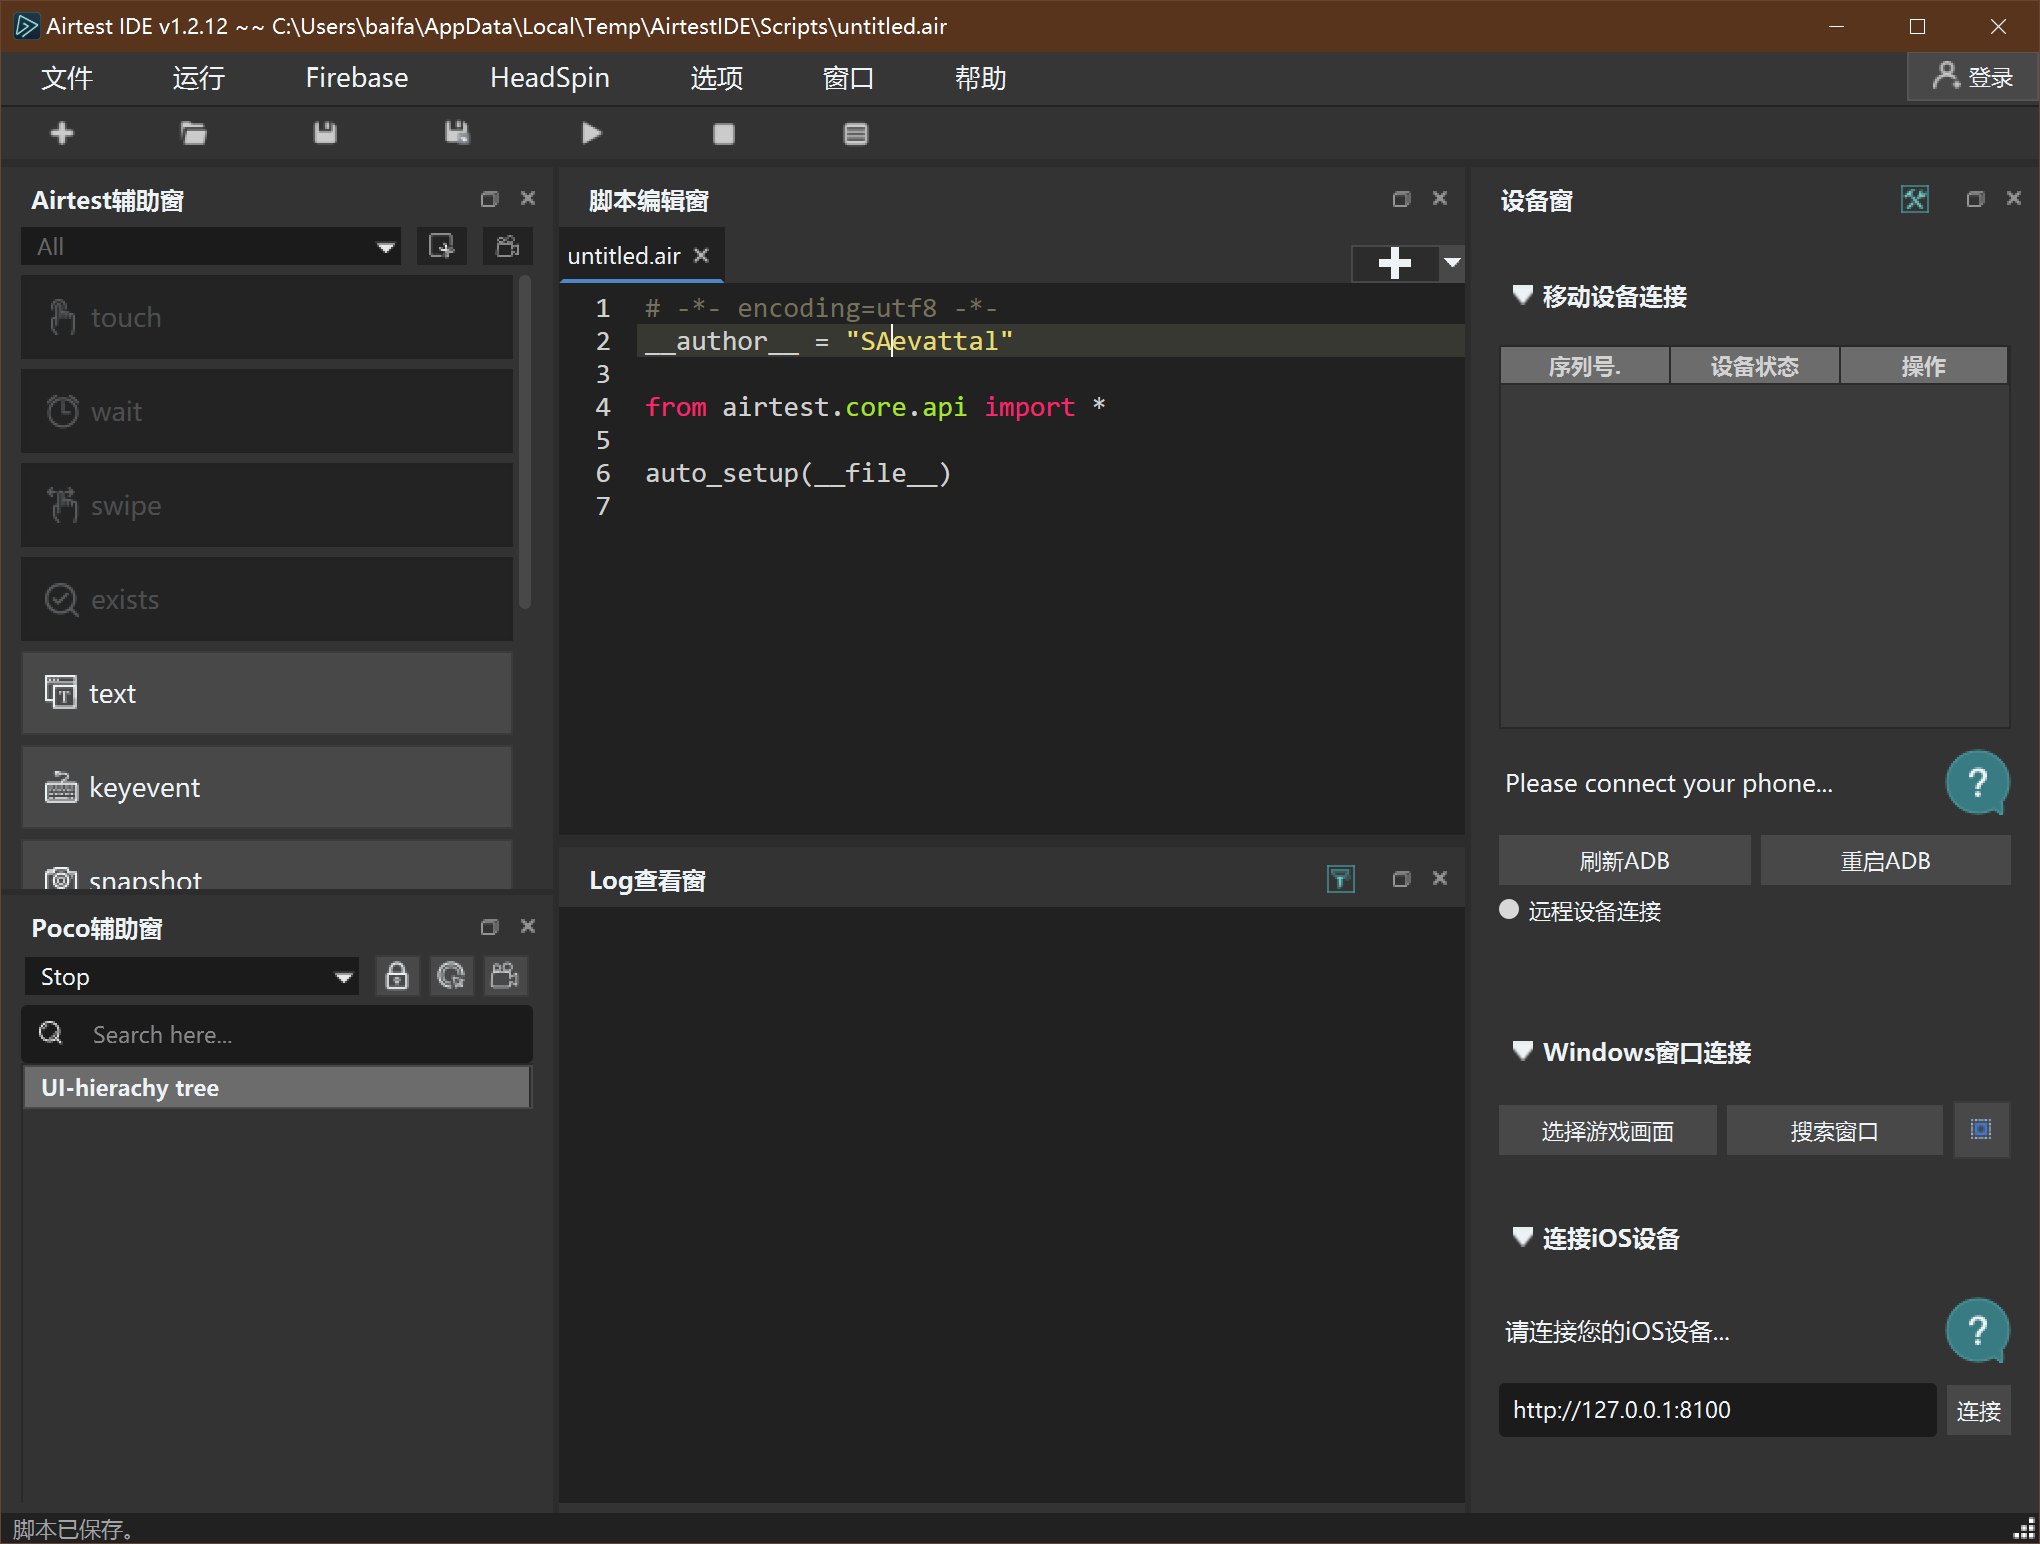 Airtest IDE v1.2.12 ~~ C:\Users\baifa\AppData\Local\Temp\AirtestIDE\Scripts\untitled.air
文件 运行 Firebase HeadSpin 选项 窗口 帮助 登录
Airtest辅助窗
All
touch
wait
swipe
exists
text
keyevent
snapshot
Poco辅助窗
Stop
Search here...
UI-hierachy tree
脚本编辑窗
untitled.air
1 # -*- encoding=utf8 -*-
2 __author__ = "SAevattal"
3
4 from airtest.core.api import *
5
6 auto_setup(__file__)
7
Log查看窗
设备窗
移动设备连接
序列号. 设备状态 操作
Please connect your phone...
?
刷新ADB 重启ADB
远程设备连接
Windows窗口连接
选择游戏画面 搜索窗口
连接iOS设备
请连接您的iOS设备...
?
http://127.0.0.1:8100 连接
脚本已保存。